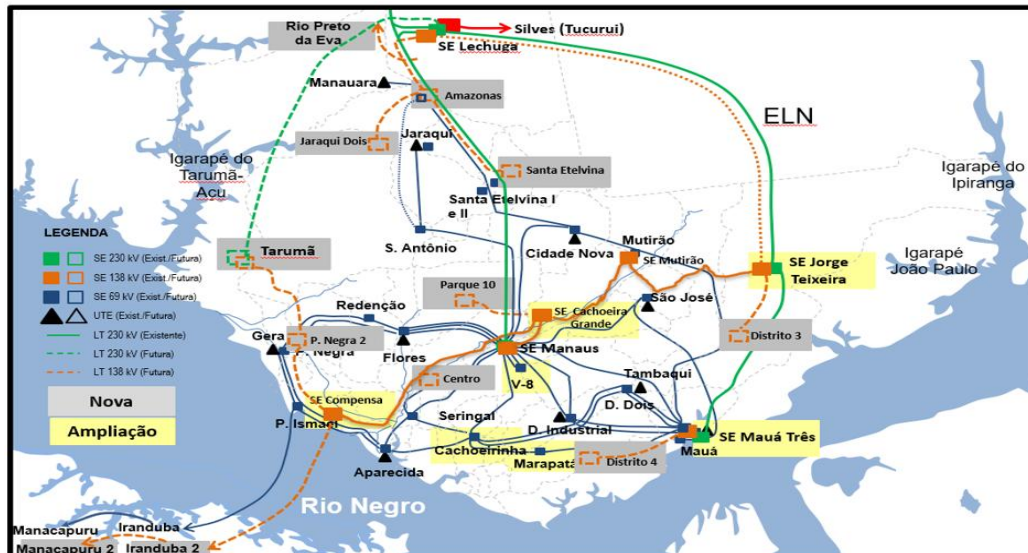 Rio Preto
da Eva
Silves (Tucurui)
SE Lechuga
Manauara
Amazonas
ELN
Jaraqui Dois
Jaraqui
Igarapé do
Tarumã-
Açu
Santa Etelvina
Igarapé do
Ipiranga
Santa Etelvina I
e II
LEGENDA
SE 230 kV (Exist./Futura)
SE 138 kV (Exist./Futura)
SE 69 kV (Exist./Futura)
UTE (Exist./Futura)
LT 230 kV (Existente)
LT 230 kV (Futura)
LT 138 kV (Futura)
Nova
Ampliação
Tarumã
S. Antônio
Cidade Nova
Mutirão
SE Mutirão
SE Jorge
Teixeira
Igarapé
João Paulo
Parque 10
São José
Redenção
SE Cachoeira
Grande
Gera
P. Negra 2
P. Negra
Flores
SE Manaus
Distrito 3
Centro
V-8
Tambaqui
D. Dois
SE Compensa
P. Ismael
Seringal
D. Industrial
SE Mauá Três
Mauá
Cachoeirinha
Aparecida
Marapatá
Distrito 4
Rio Negro
Manacapuru
Iranduba
Manacapuru 2
Iranduba 2